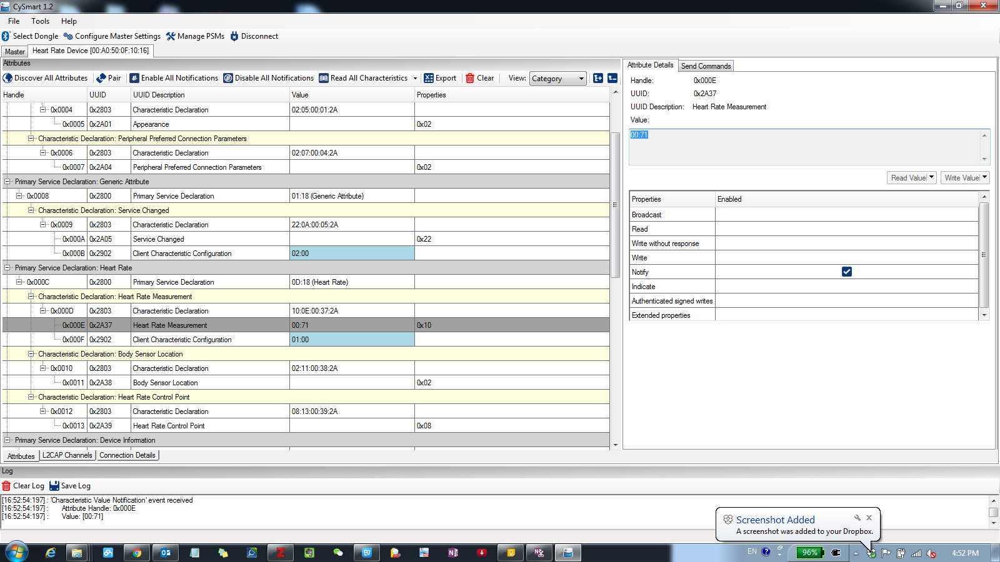 CySmart 1.2
File Tools Help
Select Dongle Configure Master Settings Manage PSMs Disconnect
Master Heart Rate Device [00:A0:50:0F:10:16]
Attributes
Discover All Attributes Pair Enable All Notifications Disable All Notifications Read All Characteristics Export Clear View: Category
Handle UUID UUID Description Value Properties
0x0004 0x2803 Characteristic Declaration 02:05:00:01:2A
0x0005 0x2A01 Appearance 0x02
Characteristic Declaration: Peripheral Preferred Connection Parameters
0x0006 0x2803 Characteristic Declaration 02:07:00:04:2A
0x0007 0x2A04 Peripheral Preferred Connection Parameters 0x02
Primary Service Declaration: Generic Attribute
0x0008 0x2800 Primary Service Declaration 01:18 (Generic Attribute)
Characteristic Declaration: Service Changed
0x0009 0x2803 Characteristic Declaration 22:0A:00:05:2A
0x000A 0x2A05 Service Changed 0x22
0x000B 0x2902 Client Characteristic Configuration 02:00
Primary Service Declaration: Heart Rate
0x000C 0x2800 Primary Service Declaration 0D:18 (Heart Rate)
Characteristic Declaration: Heart Rate Measurement
0x000D 0x2803 Characteristic Declaration 10:0E:00:37:2A
0x000E 0x2A37 Heart Rate Measurement 00:71 0x10
0x000F 0x2902 Client Characteristic Configuration 01:00
Characteristic Declaration: Body Sensor Location
0x0010 0x2803 Characteristic Declaration 02:11:00:38:2A
0x0011 0x2A38 Body Sensor Location 0x02
Characteristic Declaration: Heart Rate Control Point
0x0012 0x2803 Characteristic Declaration 08:13:00:39:2A
0x0013 0x2A39 Heart Rate Control Point 0x08
Primary Service Declaration: Device Information
Attributes L2CAP Channels Connection Details
Attribute Details Send Commands
Handle: 0x000E
UUID: 0x2A37
UUID Description: Heart Rate Measurement
Value:
00:71
Read Value Write Value
Properties Enabled
Broadcast
Read
Write without response
Write
Notify
Indicate
Authenticated signed writes
Extended properties
Log
Clear Log Save Log
[16:52:54:197] : 'Characteristic Value Notification' event received
[16:52:54:197] : Attribute Handle: 0x000E
[16:52:54:197] : Value: [00:71]
Screenshot Added
A screenshot was added to your Dropbox.
EN 96% 4:52 PM